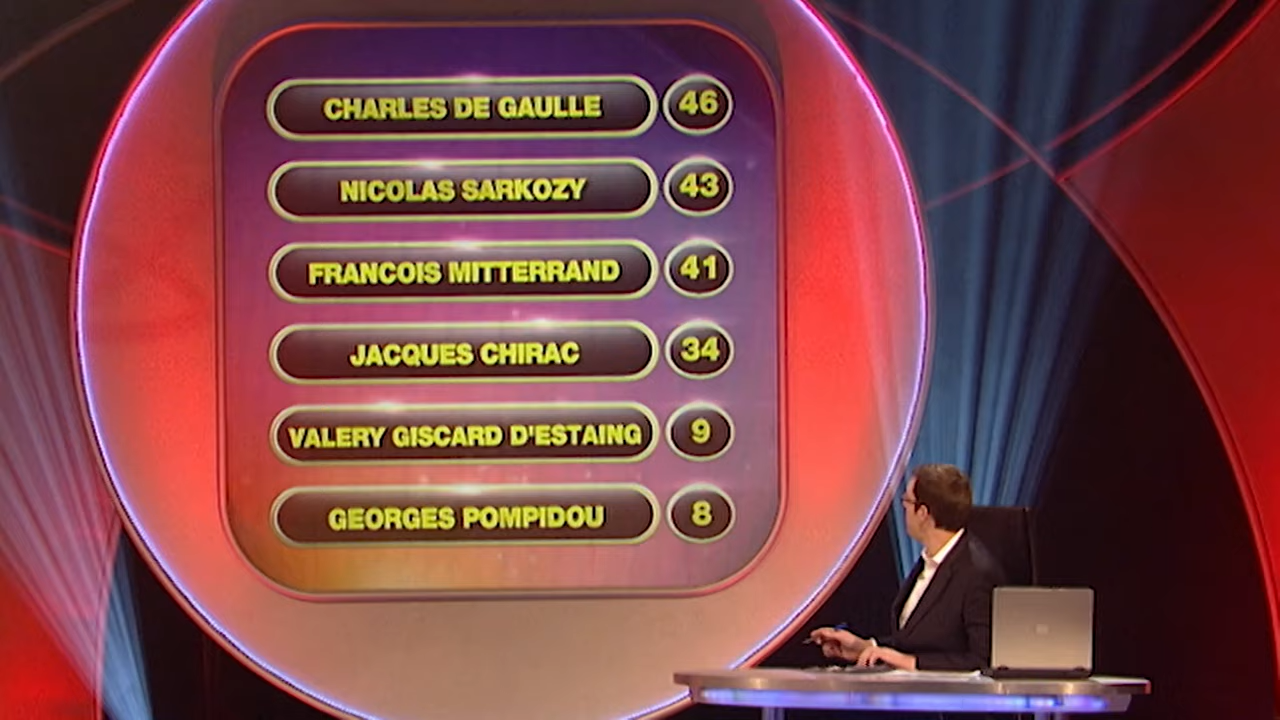 CHARLES DE GAULLE 46
NICOLAS SARKOZY 43
FRANCOIS MITTERRAND 41
JACQUES CHIRAC 34
VALERY GISCARD D'ESTAING 9
GEORGES POMPIDOU 8